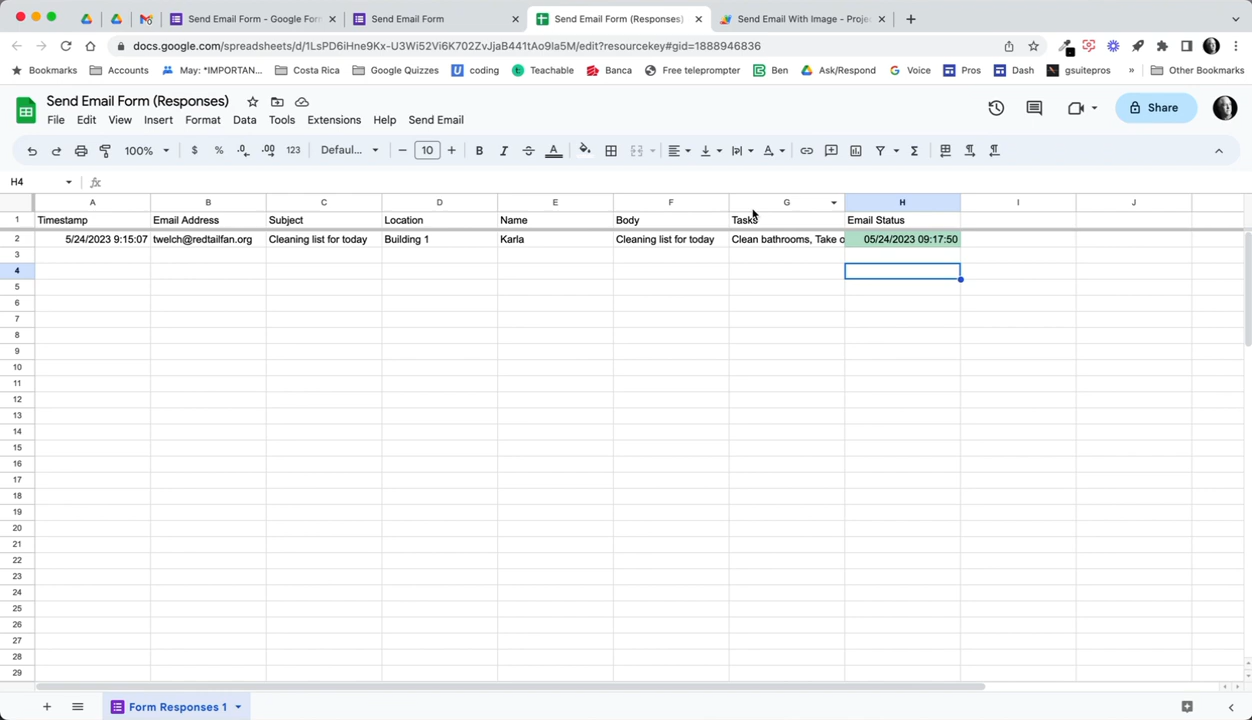 Send Email Form - Google Forr
Send Email Form
Send Email Form (Responses)
Send Email With Image - Proje
docs.google.com/spreadsheets/d/1LsPD6iHne9Kx-U3Wi52Vi6K702ZvJjaB441tAo9la5M/edit?resourcekey#gid=1888946836
Bookmarks Accounts May: *IMPORTAN... Costa Rica Google Quizzes coding Teachable Banca Free teleprompter Ben Ask/Respond Voice Pros Dash gsuitepros » Other Bookmarks
Send Email Form (Responses)
Share
File Edit View Insert Format Data Tools Extensions Help Send Email
100% $ % .0 .00 123 Defaul... 10 B I A
H4 fx
A B C D E F G H I J
1 Timestamp Email Address Subject Location Name Body Tasks Email Status
2 5/24/2023 9:15:07 twelch@redtailfan.org Cleaning list for today Building 1 Karla Cleaning list for today Clean bathrooms, Take o 05/24/2023 09:17:50
3
4
5
6
7
8
9
10
11
12
13
14
15
16
17
18
19
20
21
22
23
24
25
26
27
28
29
Form Responses 1